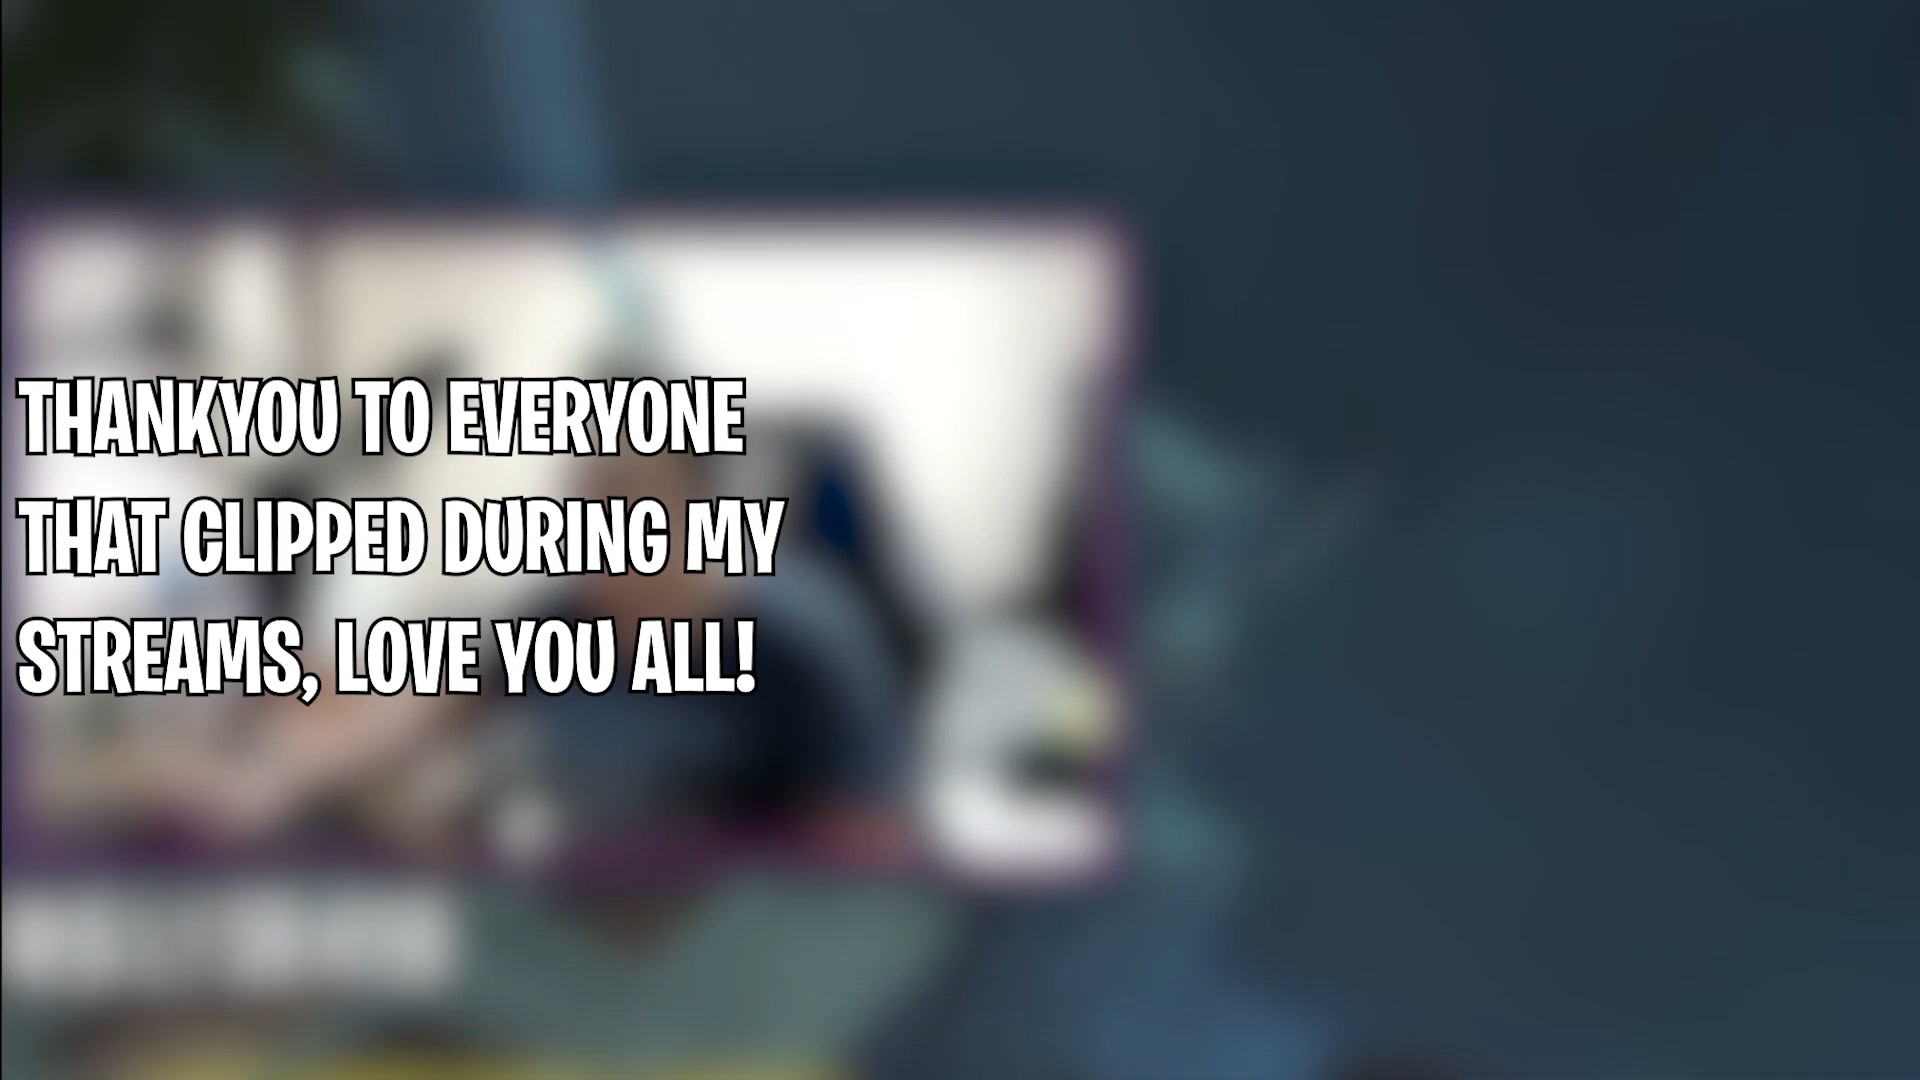 THANKYOU TO EVERYONE
THAT CLIPPED DURING MY
STREAMS, LOVE YOU ALL!